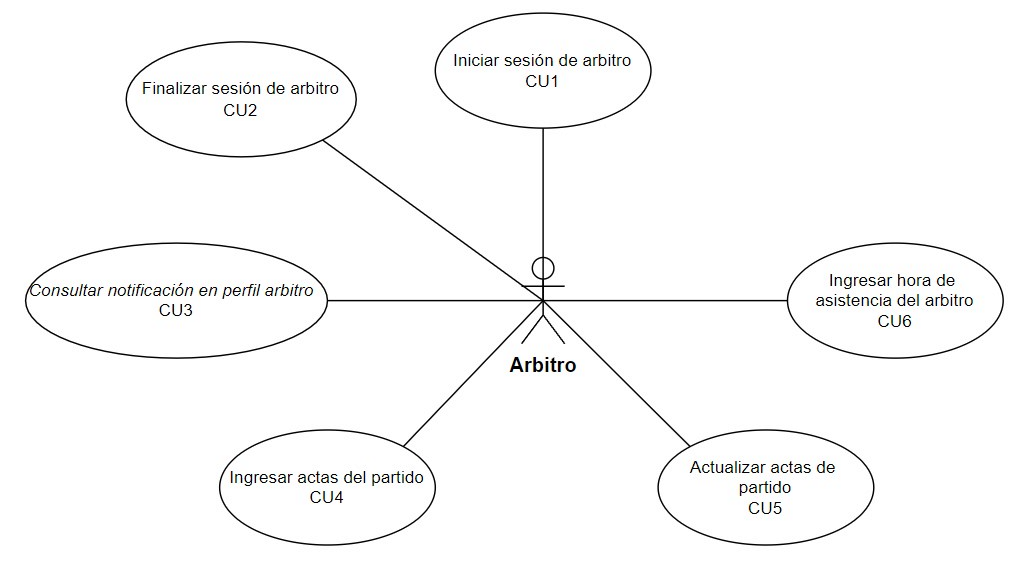 Iniciar sesión de arbitro
CU1
Finalizar sesión de arbitro
CU2
Consultar notificación en perfil arbitro
CU3
Ingresar hora de
asistencia del arbitro
CU6
Arbitro
Ingresar actas del partido
CU4
Actualizar actas de
partido
CU5